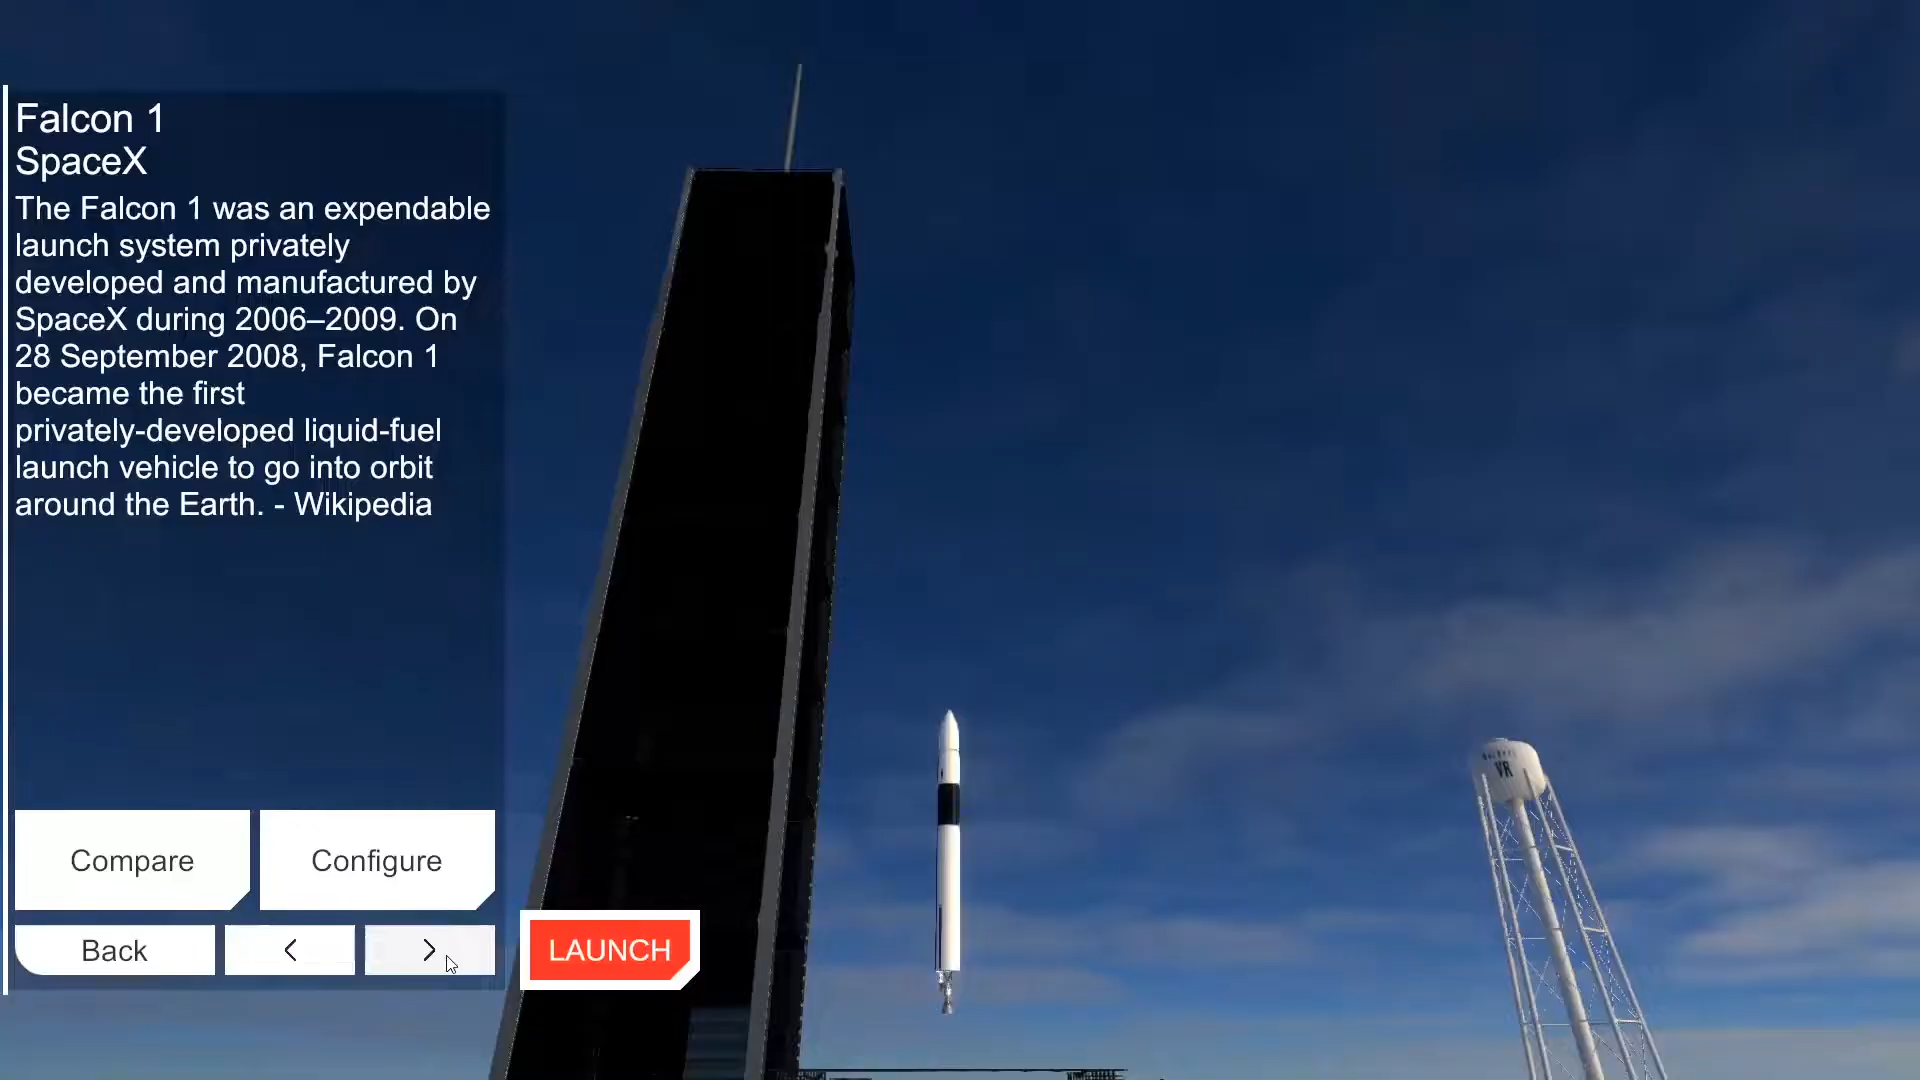 Falcon 1
SpaceX
The Falcon 1 was an expendable
launch system privately
developed and manufactured by
SpaceX during 2006–2009. On
28 September 2008, Falcon 1
became the first
privately-developed liquid-fuel
launch vehicle to go into orbit
around the Earth. - Wikipedia
Compare
Configure
Back
<
>
LAUNCH
VR